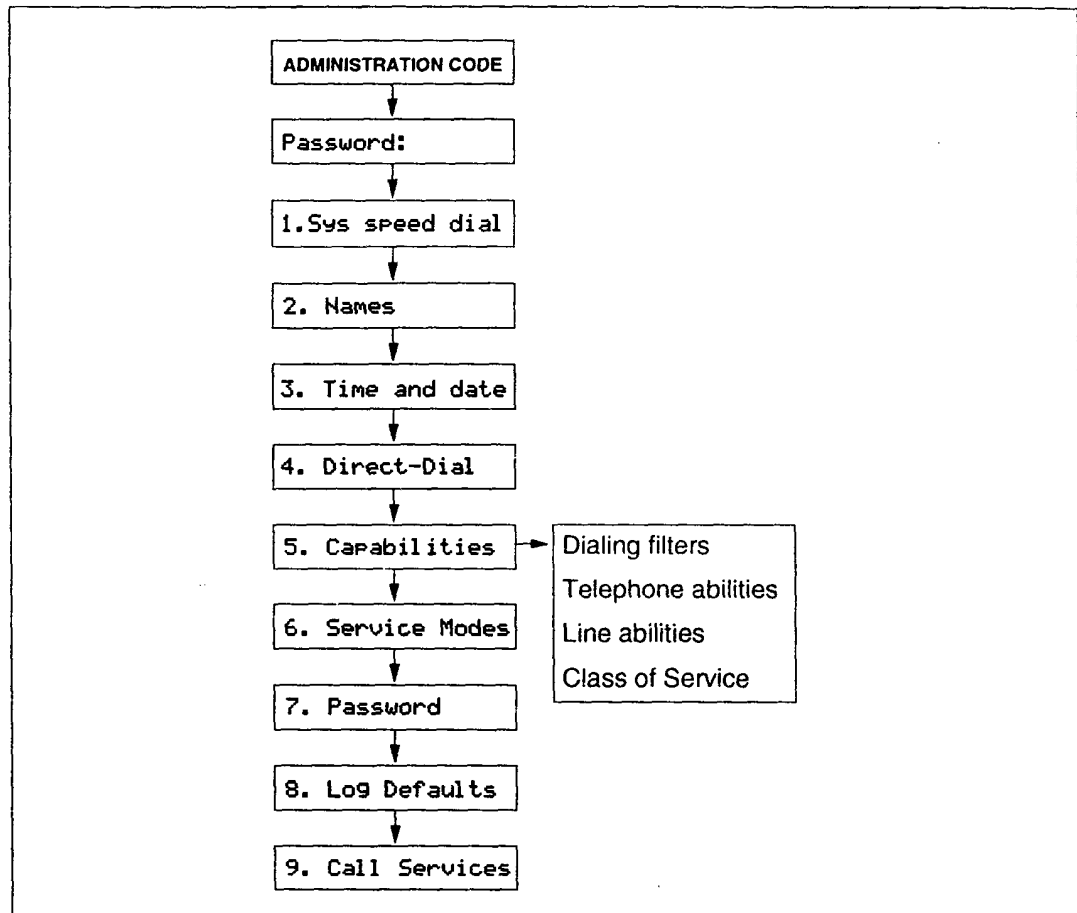 ADMINISTRATION CODE
Password:
1.Sys speed dial
2. Names
3. Time and date
4. Direct-Dial
5. Capabilities
Dialing filters
Telephone abilities
Line abilities
Class of Service
6. Service Modes
7. Password
8. Log Defaults
9. Call Services